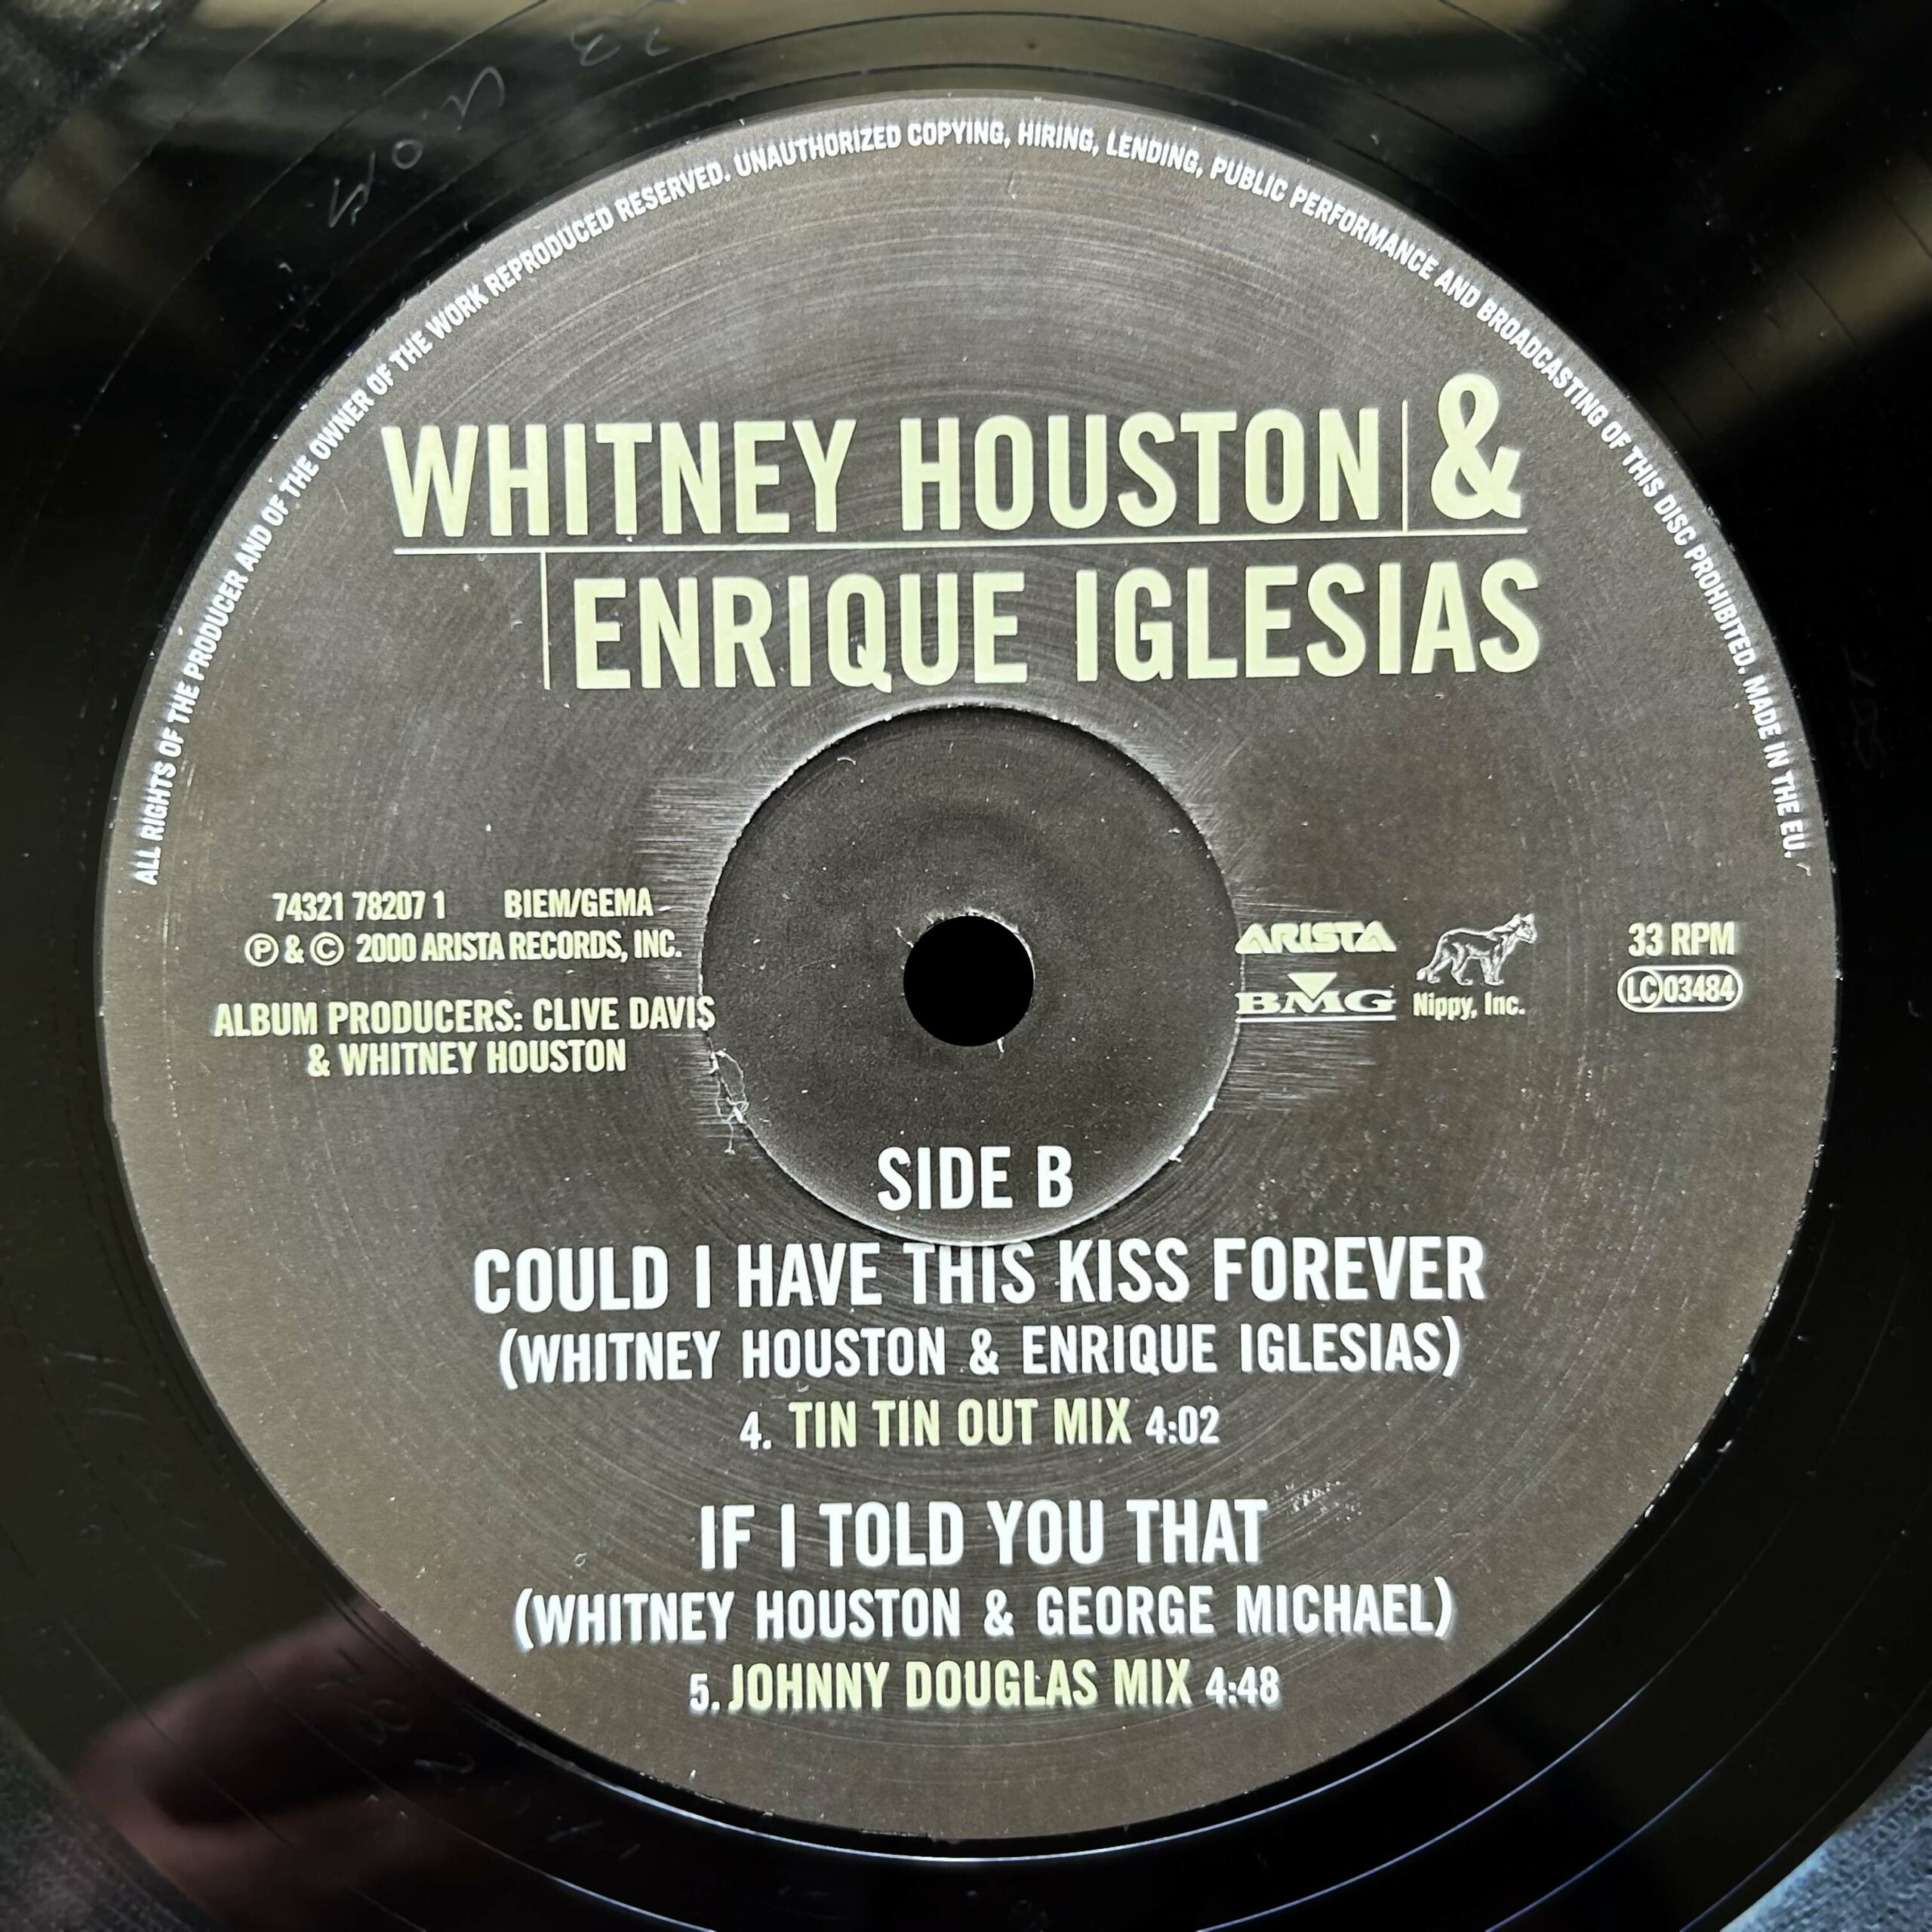 ALL RIGHTS OF THE PRODUCER AND OF THE OWNER OF THE WORK REPRODUCED RESERVED. UNAUTHORIZED COPYING, HIRING, LENDING, PUBLIC PERFORMANCE AND BROADCASTING OF THIS DISC PROHIBITED. MADE IN THE EU.
WHITNEY HOUSTON &
ENRIQUE IGLESIAS
74321 78207 1 BIEM/GEMA
Ⓟ & © 2000 ARISTA RECORDS, INC.
ALBUM PRODUCERS: CLIVE DAVIS
& WHITNEY HOUSTON
ARISTA
BMG
Nippy, Inc.
33 RPM
LC 03484
SIDE B
COULD I HAVE THIS KISS FOREVER
(WHITNEY HOUSTON & ENRIQUE IGLESIAS)
4. TIN TIN OUT MIX 4:02
IF I TOLD YOU THAT
(WHITNEY HOUSTON & GEORGE MICHAEL)
5. JOHNNY DOUGLAS MIX 4:48